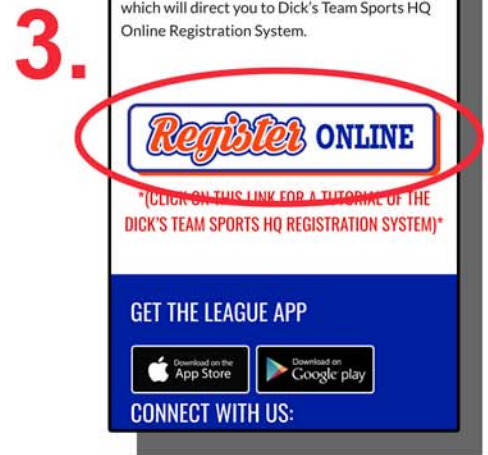 3.
which will direct you to Dick's Team Sports HQ
Online Registration System.
Register ONLINE
*(CLICK ON THIS LINK FOR A TUTORIAL OF THE
DICK'S TEAM SPORTS HQ REGISTRATION SYSTEM)*
GET THE LEAGUE APP
Download on the
App Store
Download on
Google play
CONNECT WITH US: